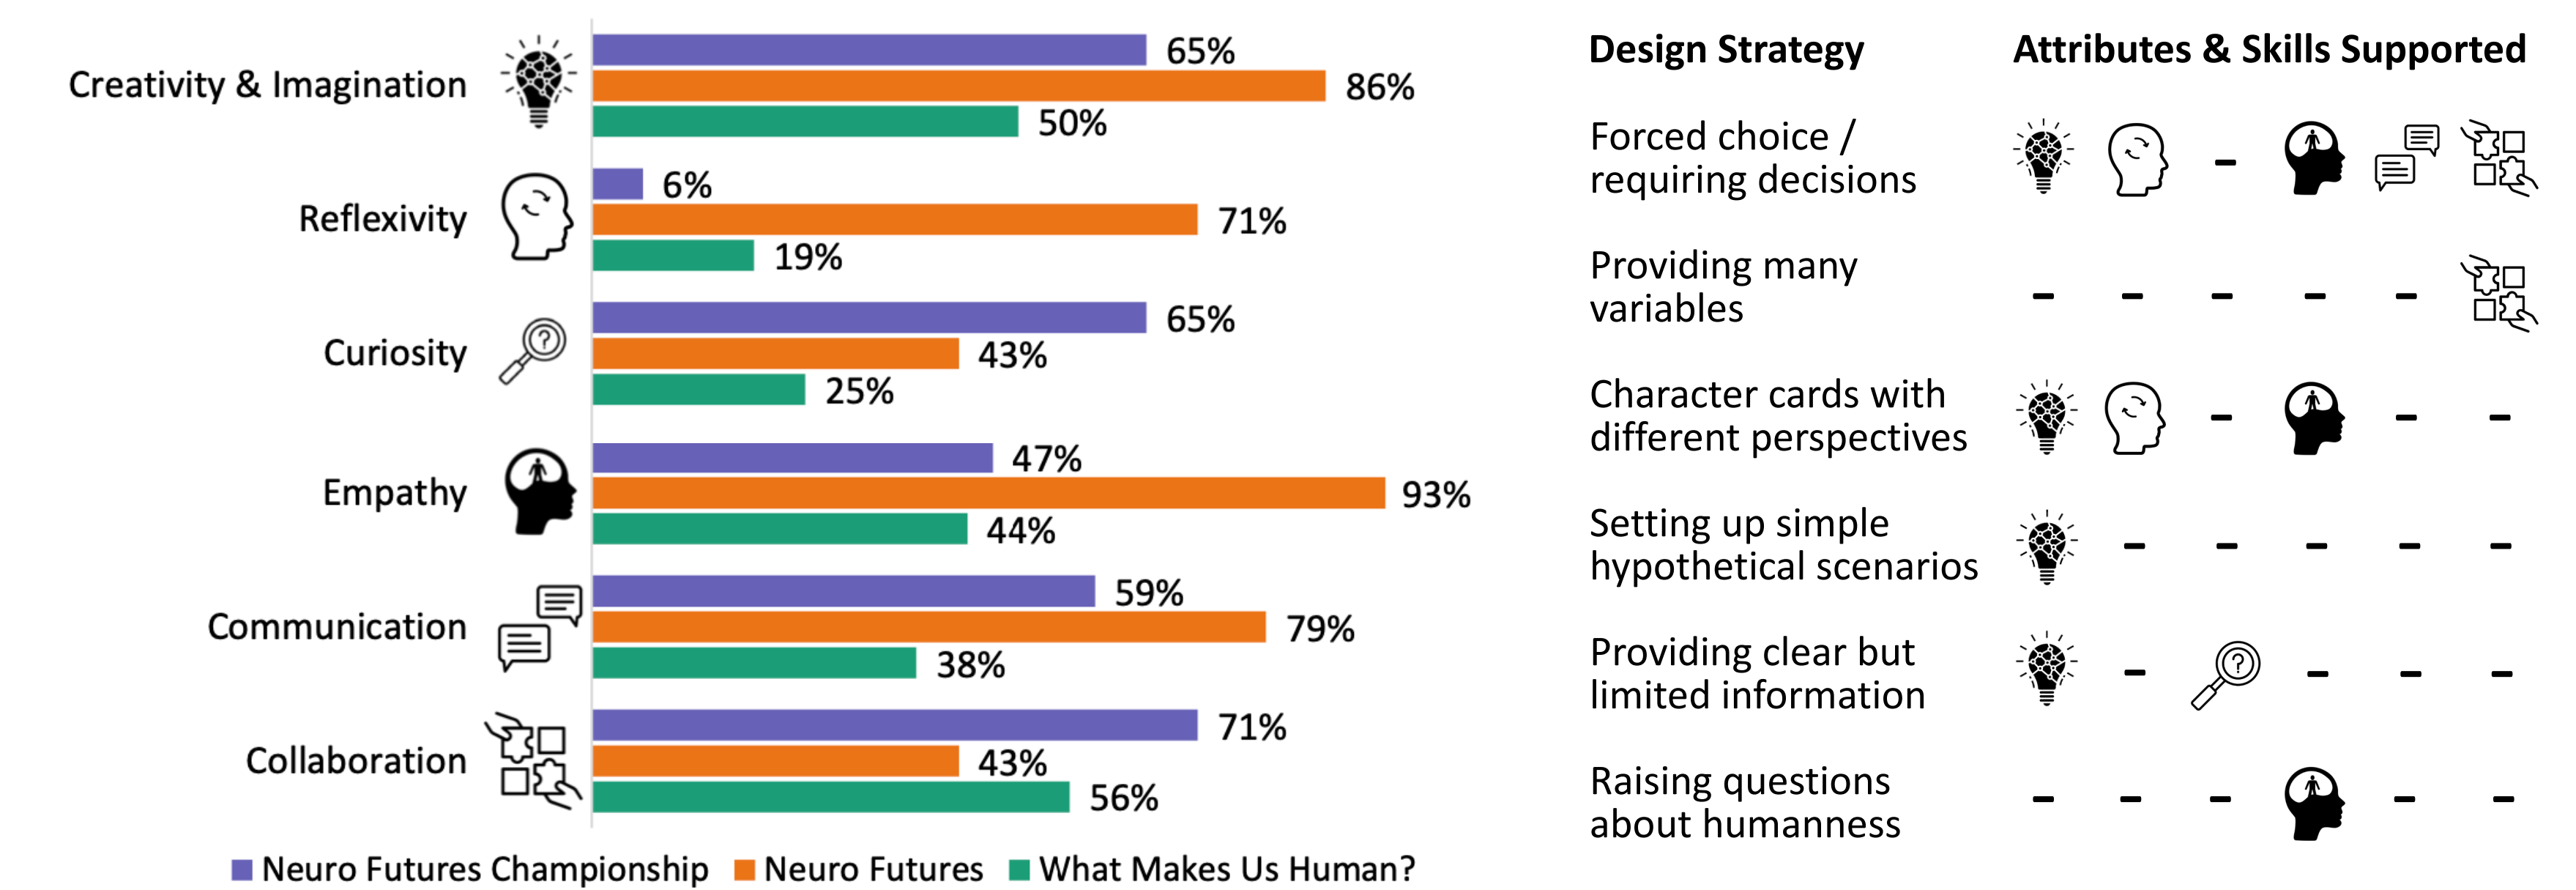 Creativity & Imagination
65%
86%
50%
Reflexivity
6%
71%
19%
Curiosity
65%
43%
25%
Empathy
47%
93%
44%
Communication
59%
79%
38%
Collaboration
71%
43%
56%
Neuro Futures Championship
Neuro Futures
What Makes Us Human?
Design Strategy
Attributes & Skills Supported
Forced choice /
requiring decisions
-
Providing many
variables
- - - - -
Character cards with
different perspectives
- - -
Setting up simple
hypothetical scenarios
- - - - -
Providing clear but
limited information
- ? - - -
Raising questions
about humanness
- - - - -